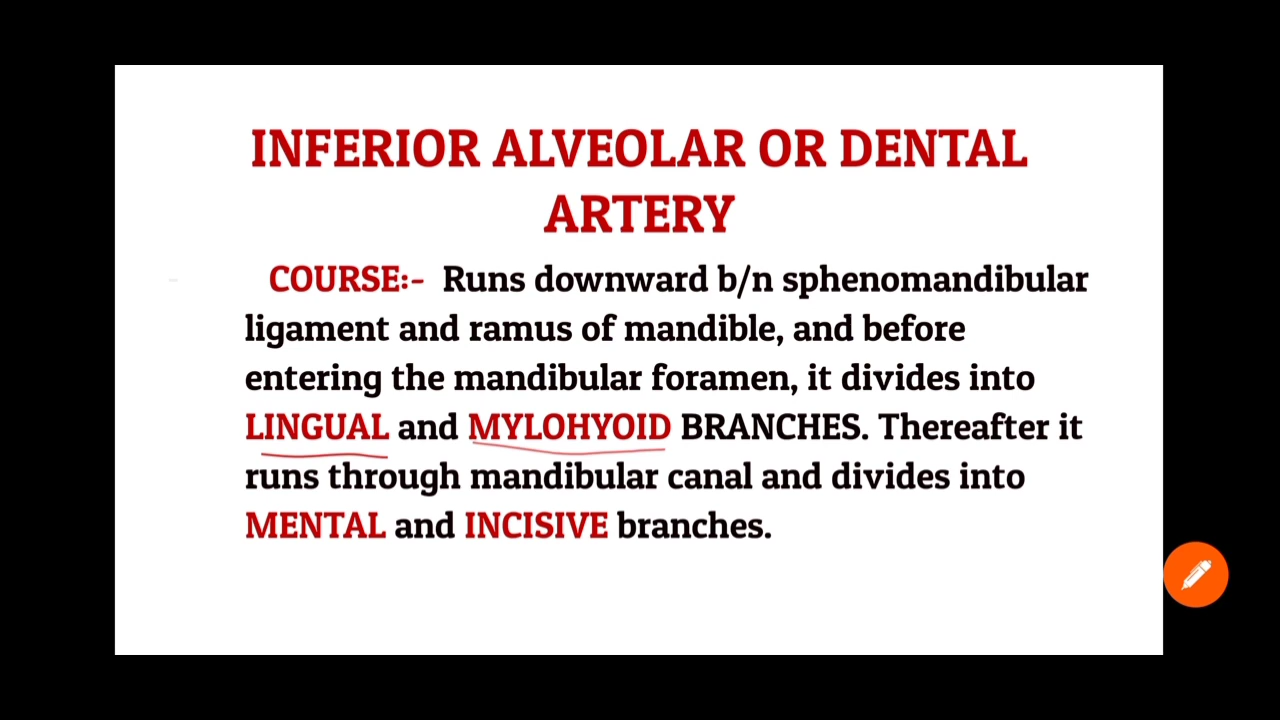 INFERIOR ALVEOLAR OR DENTAL
ARTERY
COURSE:- Runs downward b/n sphenomandibular
ligament and ramus of mandible, and before
entering the mandibular foramen, it divides into
LINGUAL and MYLOHYOID BRANCHES. Thereafter it
runs through mandibular canal and divides into
MENTAL and INCISIVE branches.